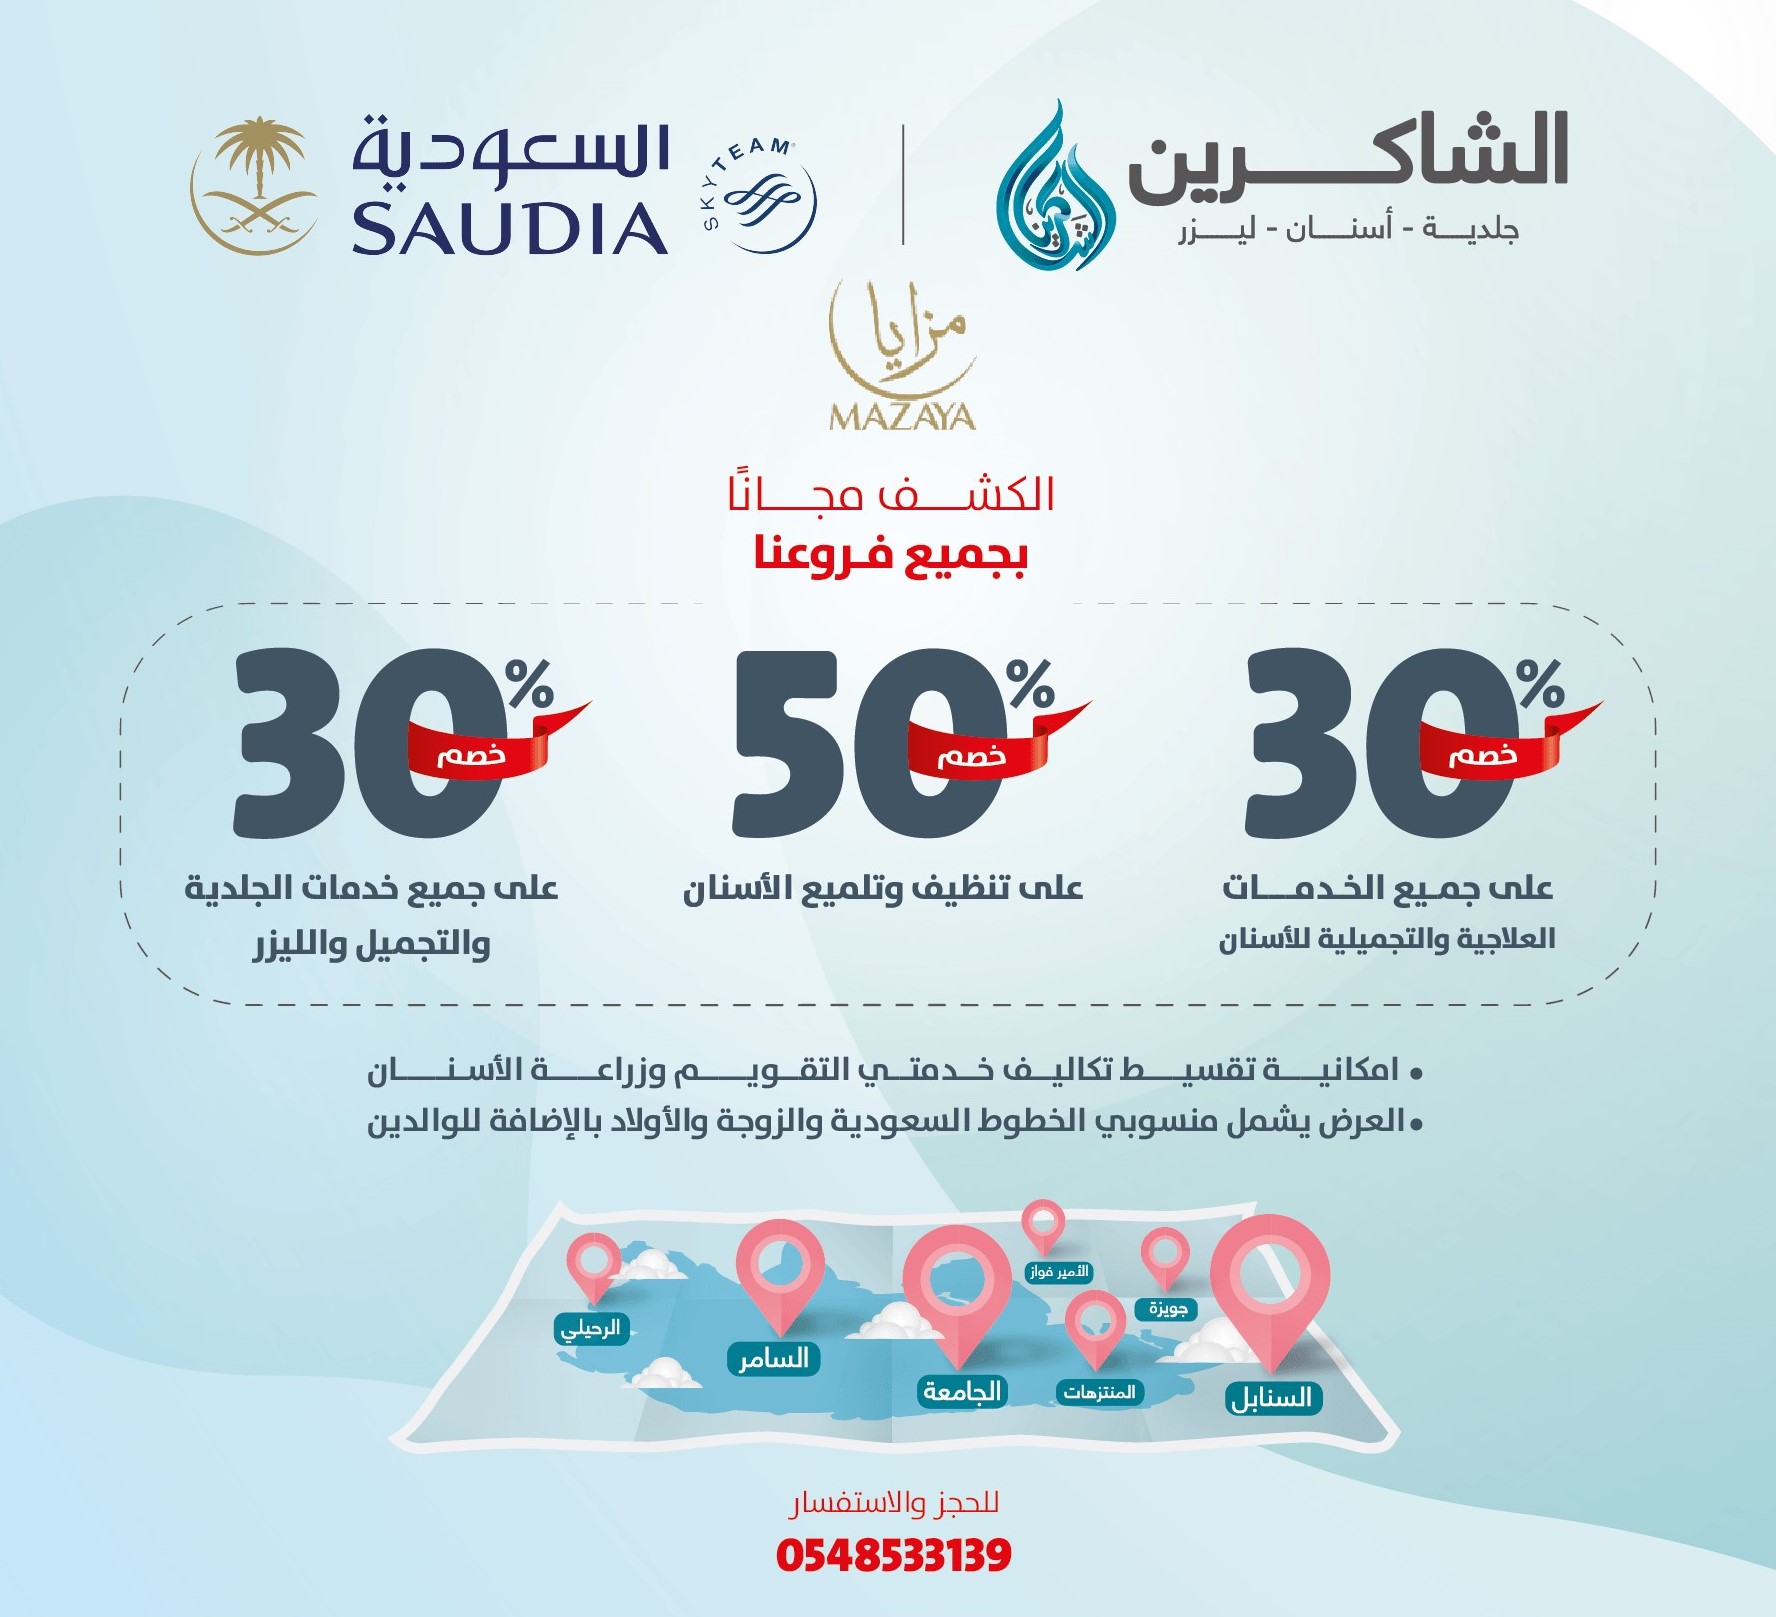 الشاكرين
جلدية - أسنان - ليزر
السعودية
SAUDIA
SKYTEAM
مزايا
MAZAYA
الكشف مجانًا
بجميع فروعنا
30%
خصم
على جميع الخدمات
العلاجية والتجميلية للأسنان
50%
خصم
على تنظيف وتلميع الأسنان
30%
خصم
على جميع خدمات الجلدية
والتجميل والليزر
• امكانية تقسيط تكاليف خدمتي التقويم وزراعة الأسنان
• العرض يشمل منسوبي الخطوط السعودية والزوجة والأولاد بالإضافة للوالدين
الأمير فواز
جويزة
الرحيلي
السامر
الجامعة
المنتزهات
السنابل
للحجز والاستفسار
0548533139